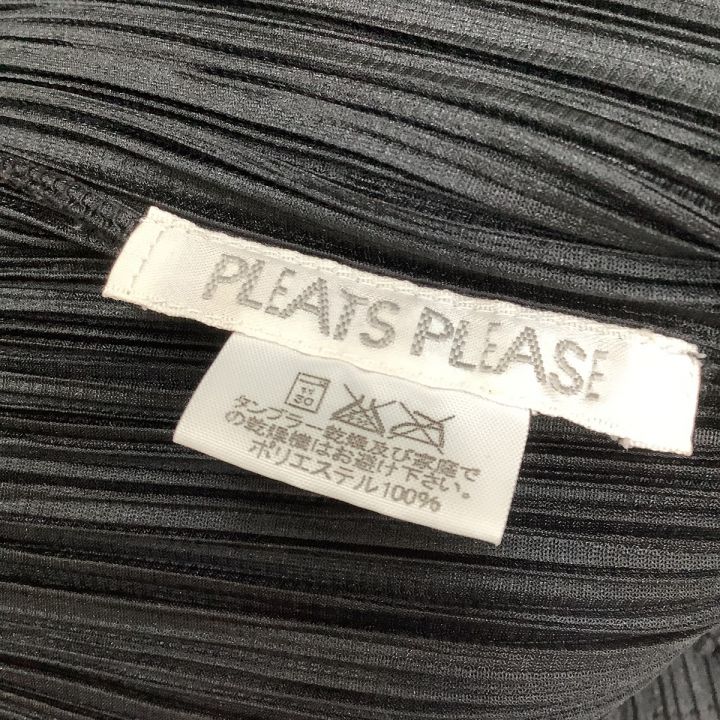 PLEATS PLEASE
30
タンブラー乾燥及び家庭で
の乾燥機はお避け下さい。
ポリエステル100%